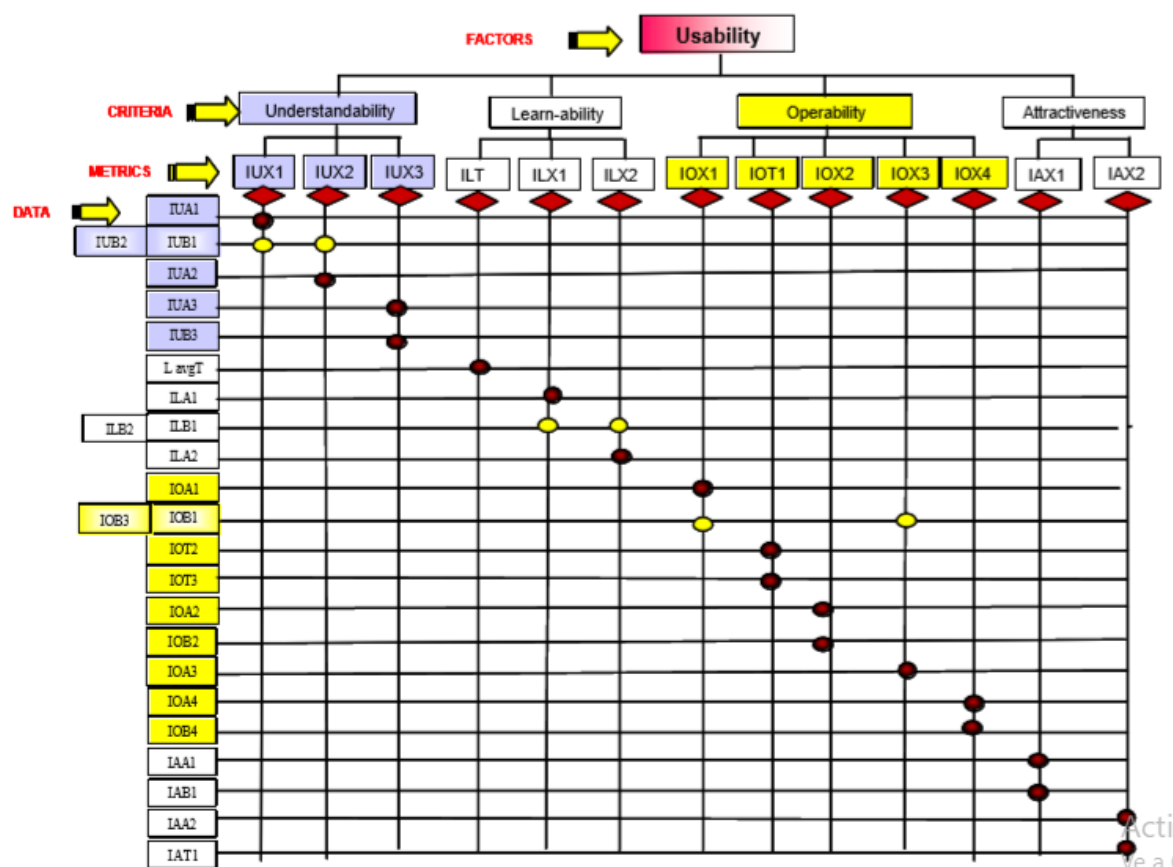 FACTORS
Usability
CRITERIA
Understandability
Learn-ability
Operability
Attractiveness
METRICS
IUX1
IUX2
IUX3
ILT
ILX1
ILX2
IOX1
IOT1
IOX2
IOX3
IOX4
IAX1
IAX2
DATA
IUA1
IUB2
IUB1
IUA2
IUA3
IUB3
L avgT
ILA1
ILB2
ILB1
ILA2
IOA1
IOB3
IOB1
IOT2
IOT3
IOA2
IOB2
IOA3
IOA4
IOB4
IAA1
IAB1
IAA2
Acti
IAT1